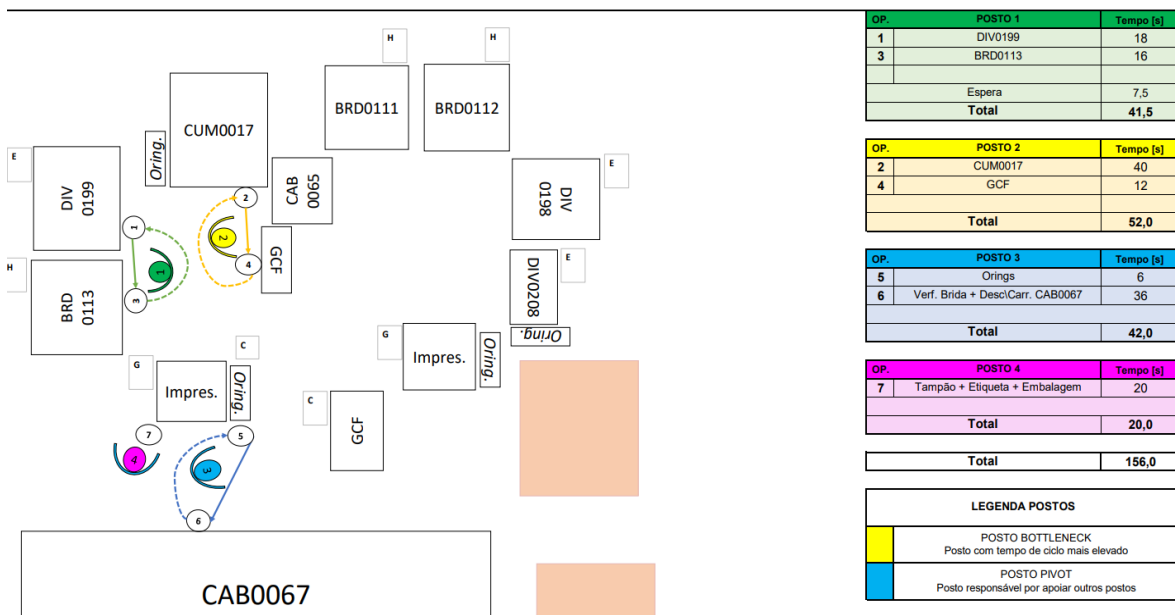 H
H
BRD0111
BRD0112
CUM0017
Oring.
E
DIV
0199
CAB
0095
E
DIV
0198
1
2
2
4
GCF
H
BRD
0113
1
3
E
DIV0208
Oring.
G
C
Impres.
Oring.
G
Impres.
Oring.
C
GCF
7
4
5
3
6
CAB0067
OP. POSTO 1 Tempo [s]
1 DIV0199 18
3 BRD0113 16
Espera 7,5
Total 41,5
OP. POSTO 2 Tempo [s]
2 CUM0017 40
4 GCF 12
Total 52,0
OP. POSTO 3 Tempo [s]
5 Orings 6
6 Verf. Brida + Desc\Carr. CAB0067 36
Total 42,0
OP. POSTO 4 Tempo [s]
7 Tampão + Etiqueta + Embalagem 20
Total 20,0
Total 156,0
LEGENDA POSTOS
POSTO BOTTLENECK
Posto com tempo de ciclo mais elevado
POSTO PIVOT
Posto responsável por apoiar outros postos